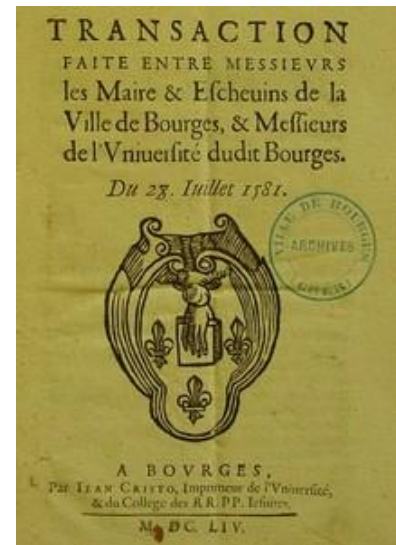 TRANSACTION
FAITE ENTRE MESSIEVRS
les Maire & Escheuins de la
Ville de Bourges, & Messieurs
de l'Vniuersité dudit Bourges.
Du 28. Iuillet 1581.
VILLE DE BOURGES
ARCHIVES
A BOVRGES,
Par IEAN CRISTO, Imprimeur de l'Vniuersité,
& du College des RR. PP. Iesuites.
M. DC. LIV.